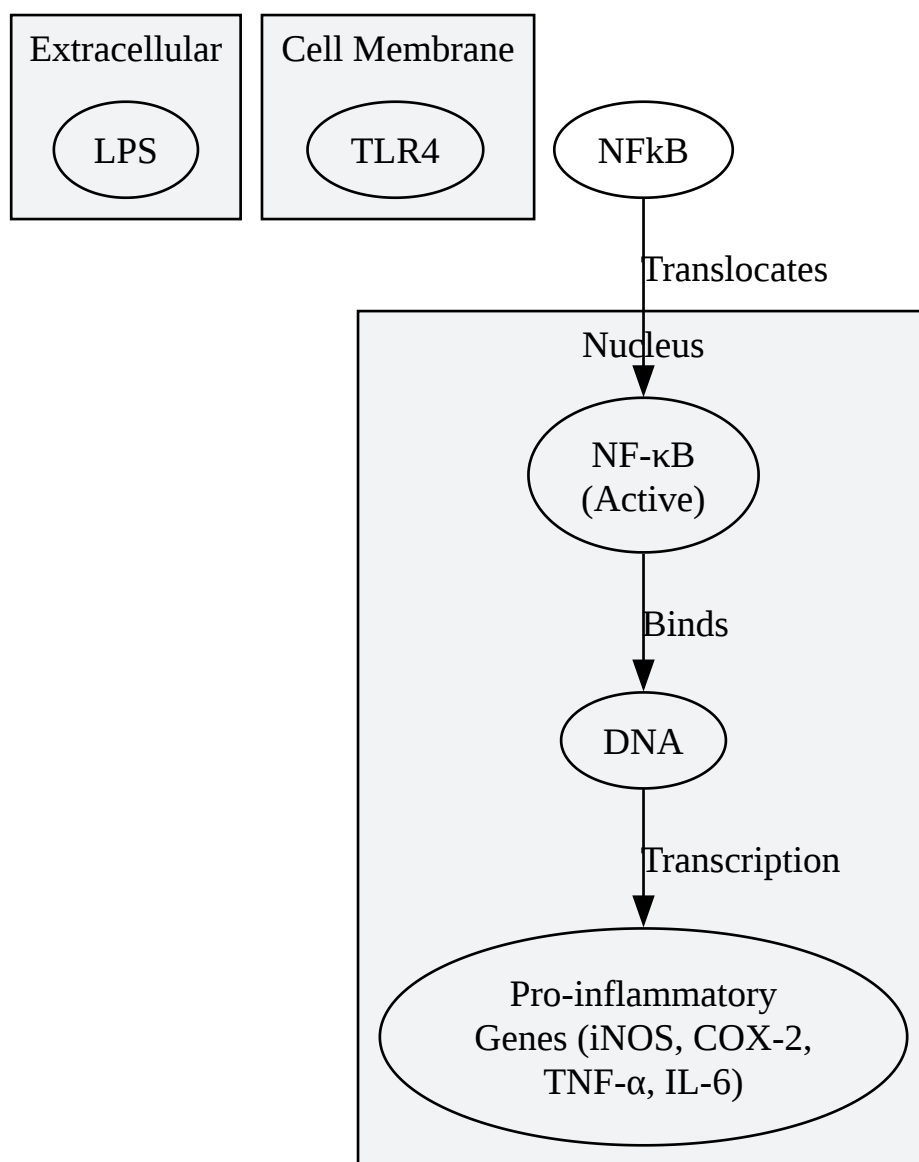 Extracellular
LPS
Cell Membrane
TLR4
NFkB
Translocates
Nucleus
NF-κB
(Active)
Binds
DNA
Transcription
Pro-inflammatory
Genes (iNOS, COX-2,
TNF-α, IL-6)